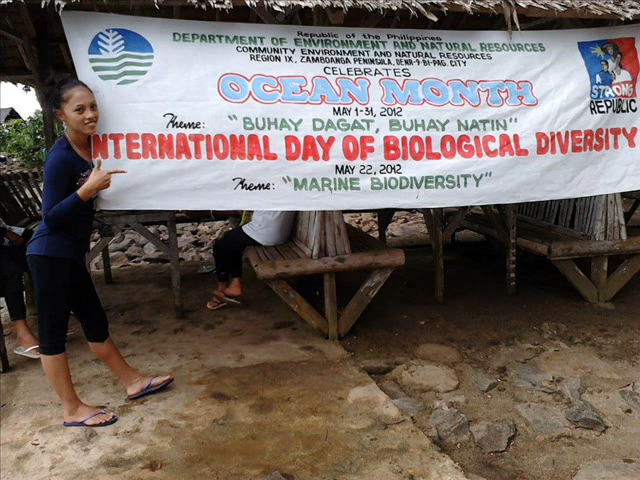 Republic of the Philippines
DEPARTMENT OF ENVIRONMENT AND NATURAL RESOURCES
COMMUNITY ENVIRONMENT AND NATURAL RESOURCES
REGION IX, ZAMBOANGA PENINSULA, DENR-9-BI-PAG. CITY
CELEBRATES
OCEAN MONTH
MAY 1-31, 2012
Theme: "BUHAY DAGAT, BUHAY NATIN"
INTERNATIONAL DAY OF BIOLOGICAL DIVERSITY
MAY 22, 2012
Theme: "MARINE BIODIVERSITY"
A STRONG
REPUBLIC